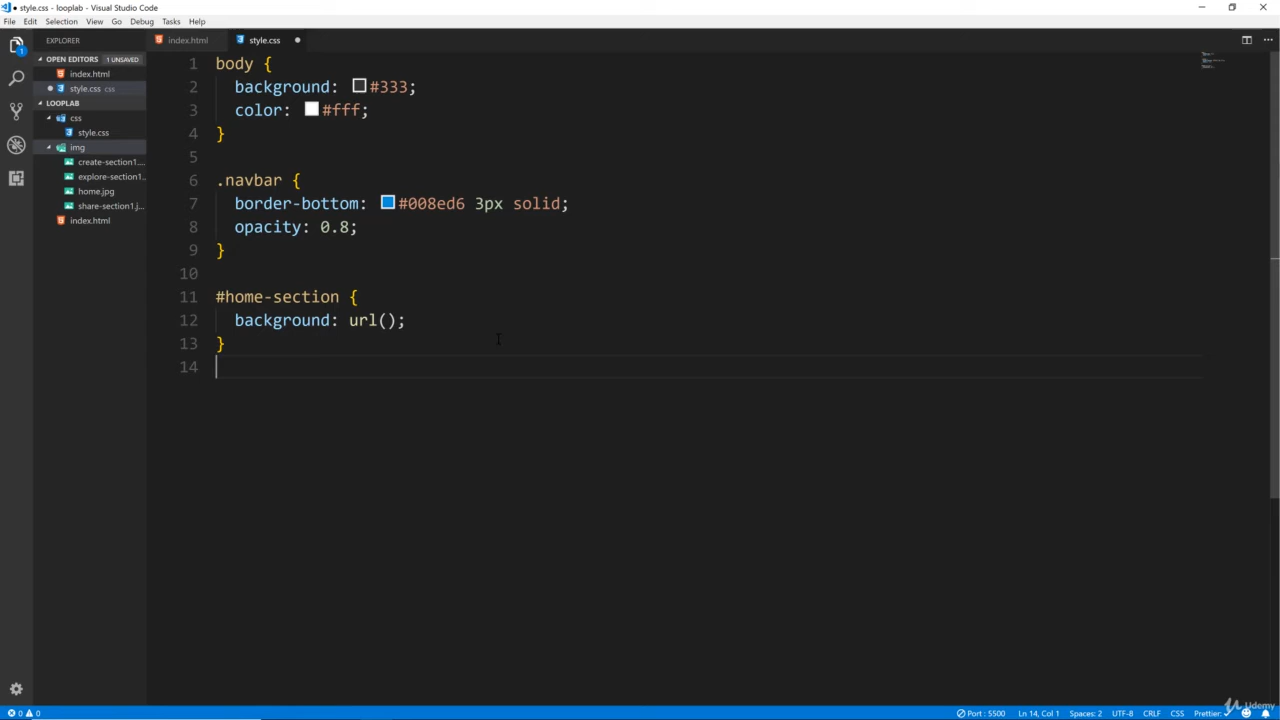 ● style.css - looplab - Visual Studio Code
File Edit Selection View Go Debug Tasks Help
EXPLORER
index.html
style.css ●
OPEN EDITORS 1 UNSAVED
index.html
● style.css css
LOOPLAB
css
style.css
img
create-section1....
explore-section1...
home.jpg
share-section1.j...
index.html
1 body {
2 background: #333;
3 color: #fff;
4 }
5
6 .navbar {
7 border-bottom: #008ed6 3px solid;
8 opacity: 0.8;
9 }
10
11 #home-section {
12 background: url();
13 }
14
1
0 0
Port : 5500 Ln 14, Col 1 Spaces: 2 UTF-8 CRLF CSS Prettier: ✓
Udemy